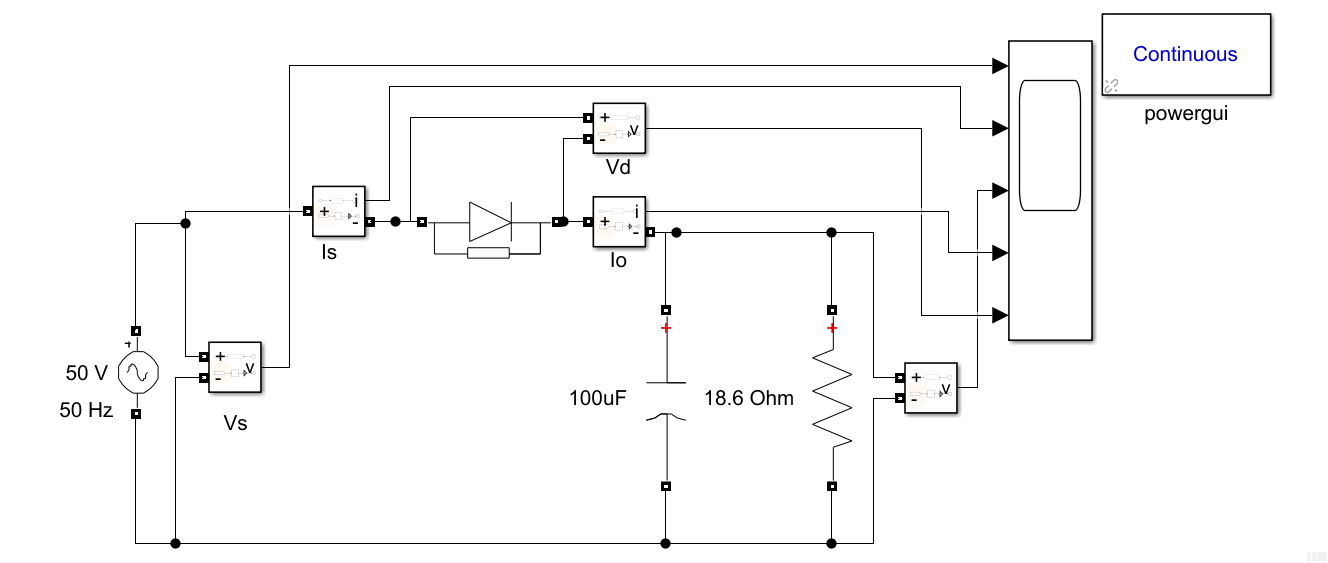 Continuous
powergui
+
v
-
Vd
i
+
-
Is
i
+
-
Io
+
50 V
50 Hz
+
v
-
Vs
+
100uF
+
18.6 Ohm
+
v
-